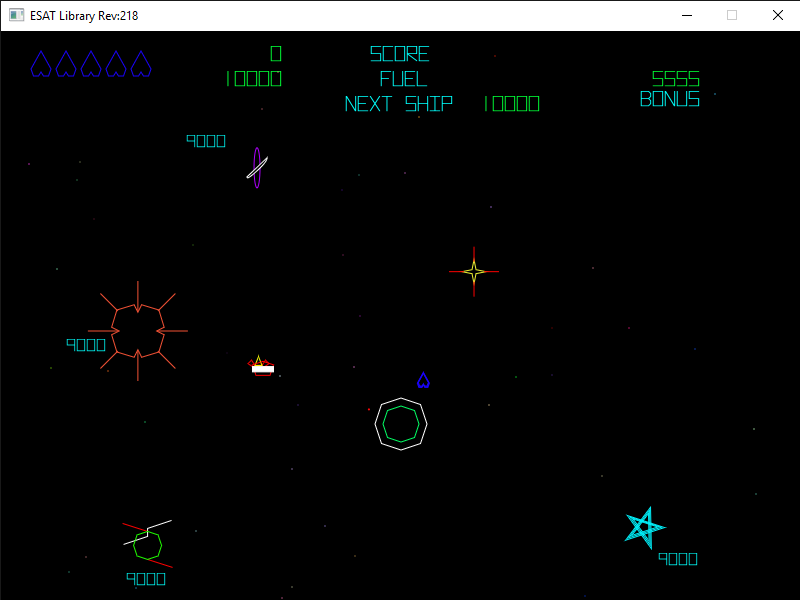 ESAT Library Rev:218
0 SCORE
10000 FUEL 5555
NEXT SHIP 10000 BONUS
9000
9000
9000
9000